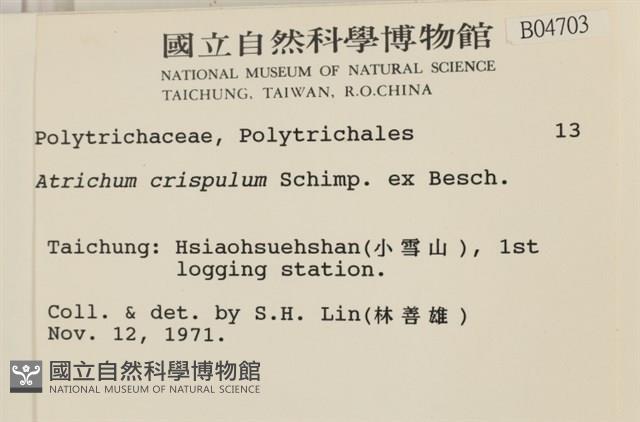 國立自然科學博物館
B04703
NATIONAL MUSEUM OF NATURAL SCIENCE
TAICHUNG, TAIWAN, R.O.CHINA
Polytrichaceae, Polytrichales 13
Atrichum crispulum Schimp. ex Besch.
Taichung: Hsiaohsuehshan(小雪山), 1st
logging station.
Coll. & det. by S.H. Lin(林善雄)
Nov. 12, 1971.
國立自然科學博物館
NATIONAL MUSEUM OF NATURAL SCIENCE